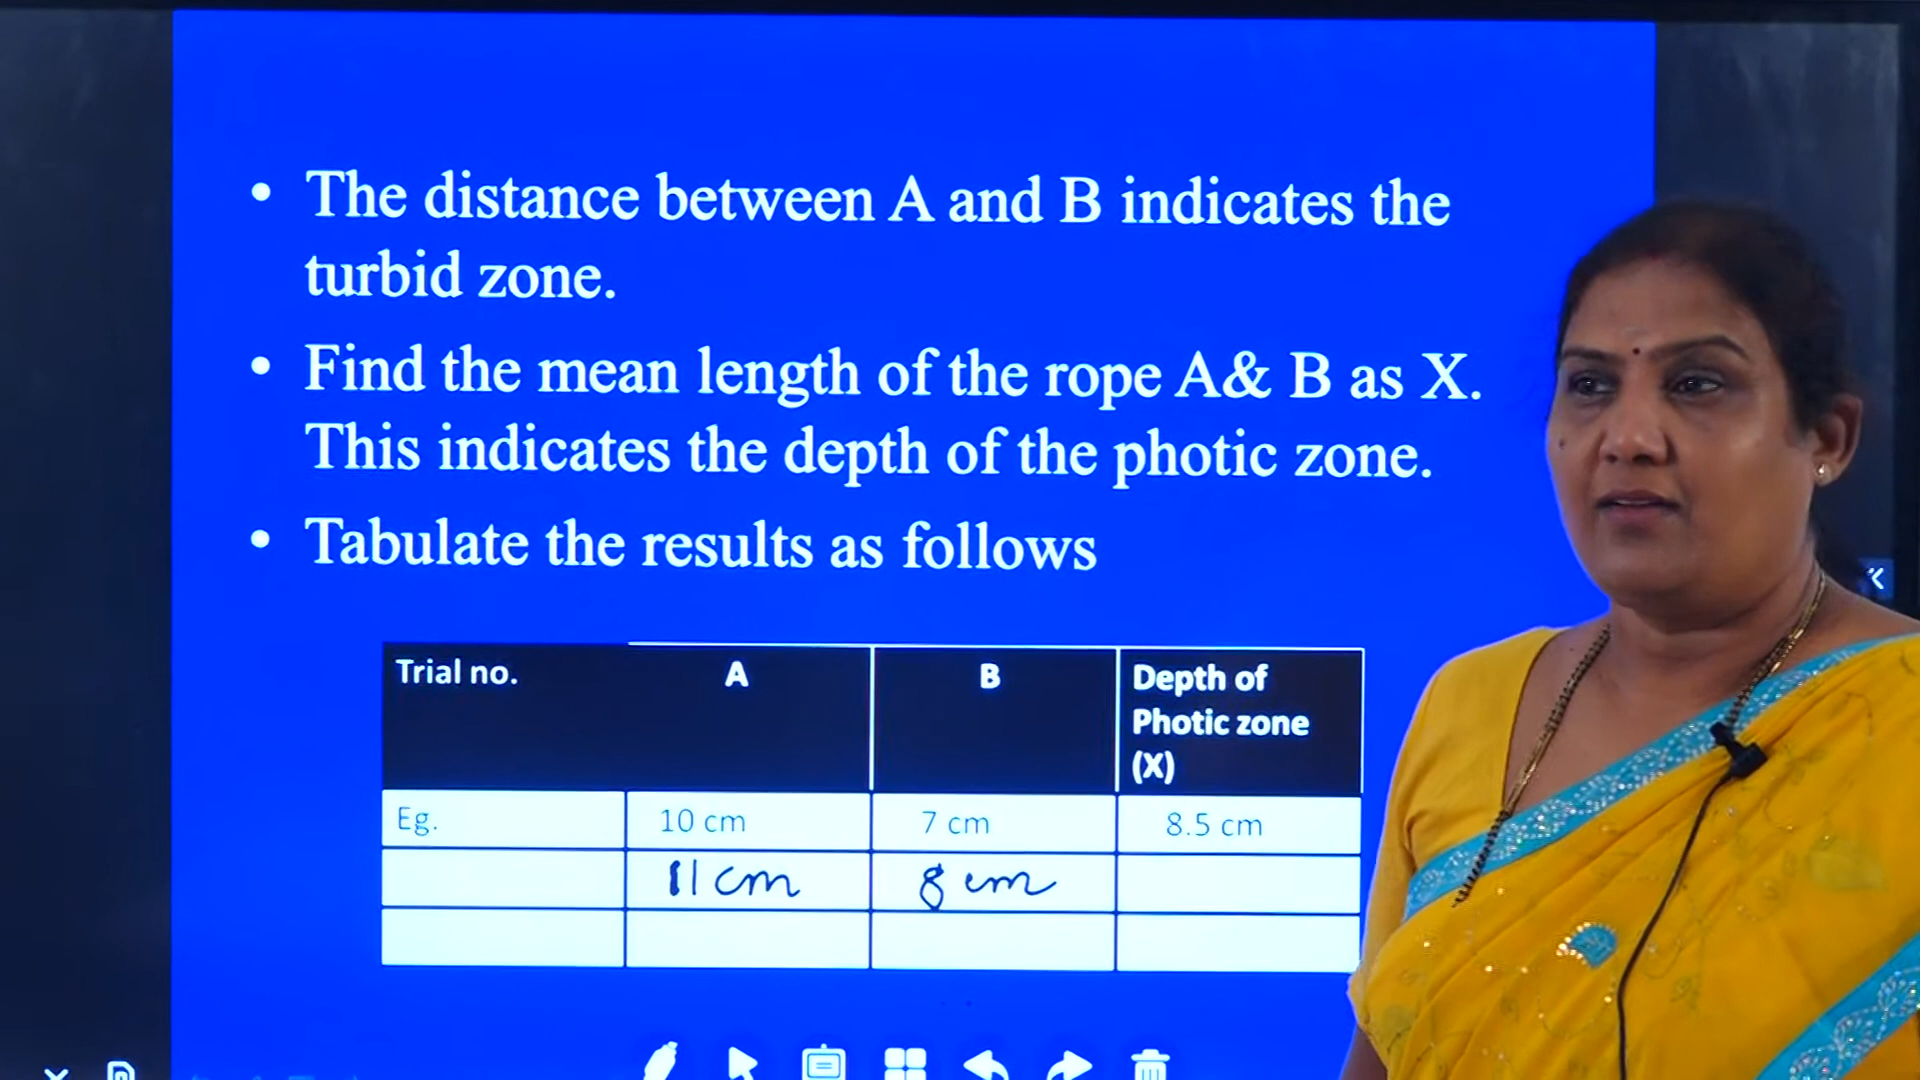 • The distance between A and B indicates the
turbid zone.
• Find the mean length of the rope A& B as X.
This indicates the depth of the photic zone.
• Tabulate the results as follows
Trial no. A B Depth of
Photic zone
(X)
Eg. 10 cm 7 cm 8.5 cm
11 cm 8 cm